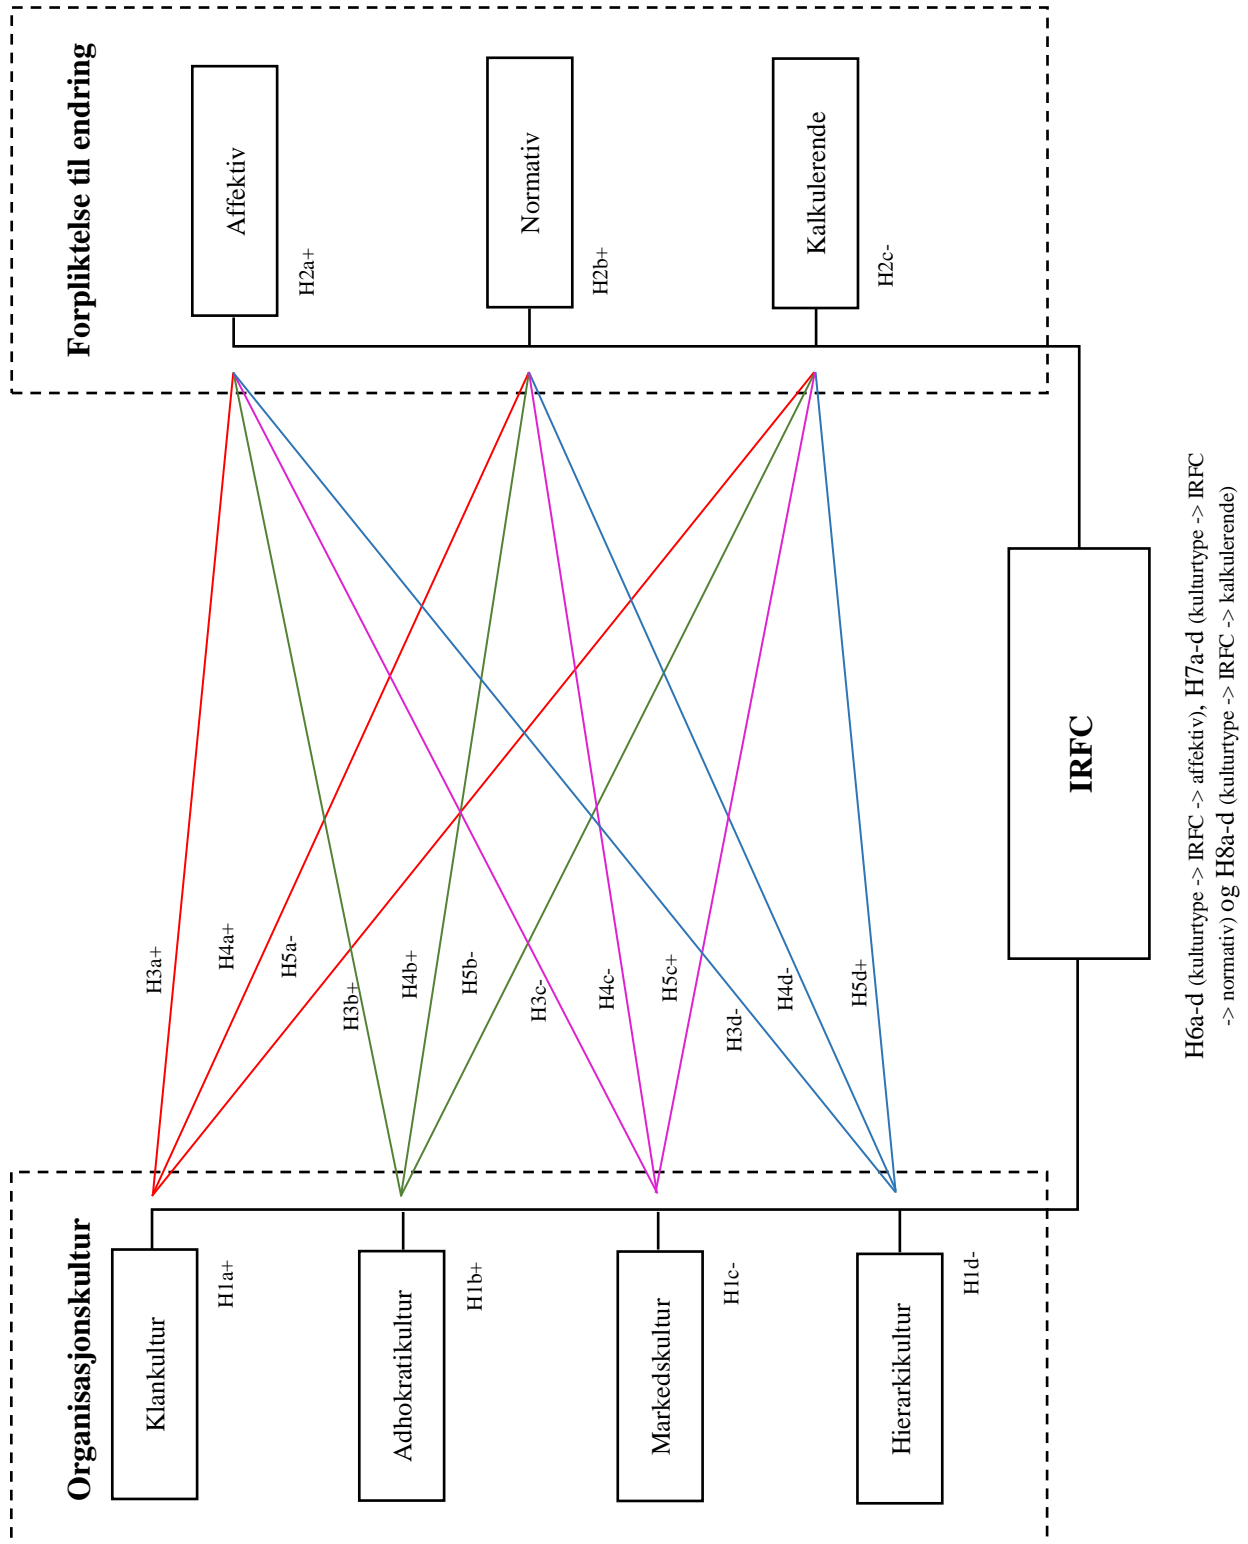 Organisasjonskultur
Forpliktelse til endring
Klankultur
H1a+
Adhokratikultur
H1b+
Markedskultur
H1c-
Hierarkikultur
H1d-
H3a+
H4a+
H5a-
H3b+
H4b+
H5b-
H3c-
H4c-
H5c+
H3d-
H4d-
H5d+
Affektiv
H2a+
Normativ
H2b+
Kalkulerende
H2c-
IRFC
H6a-d (kulturtype -> IRFC -> affektiv), H7a-d (kulturtype -> IRFC
-> normativ) og H8a-d (kulturtype -> IRFC -> kalkulerende)